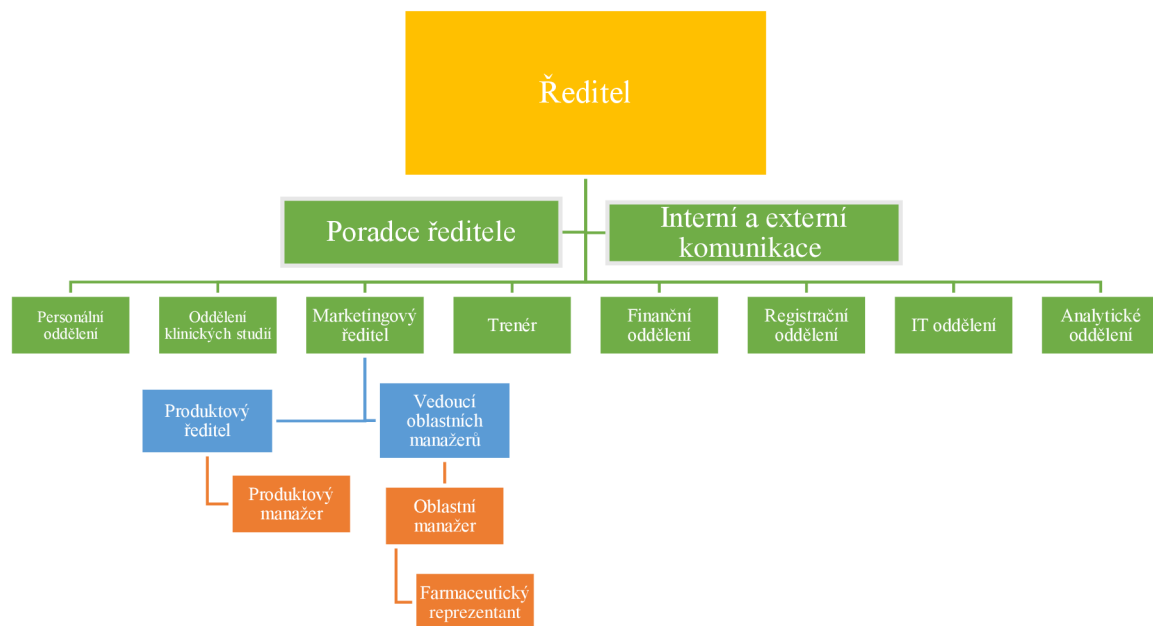 Ředitel
Poradce ředitele
Interní a externí
komunikace
Personální
oddělení
Oddělení
klinických studií
Marketingový
ředitel
Trenér
Finanční
oddělení
Registrační
oddělení
IT oddělení
Analytické
oddělení
Produktový
ředitel
Vedoucí
oblastních
manažerů
Produktový
manažer
Oblastní
manažer
Farmaceutický
reprezentant